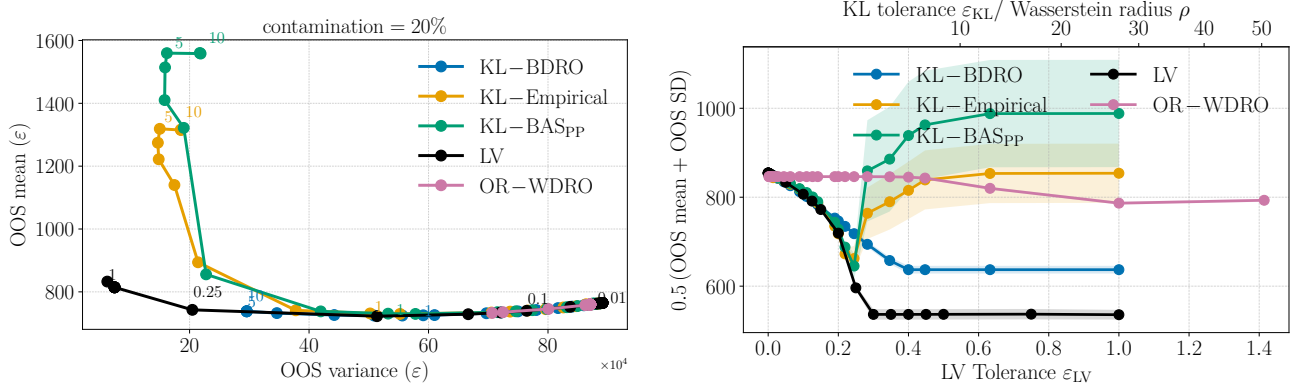 contamination = 20%
OOS mean (ε)
1600
1400
1200
1000
800
5
10
10
5
1
0.25
10
5
1
1
1
0.1
0.01
KL−BDRO
KL−Empirical
KL−BAS_PP
LV
OR−WDRO
20
40
60
80
×10⁴
OOS variance (ε)
KL tolerance ε_KL/ Wasserstein radius ρ
10
20
30
40
50
0.5 (OOS mean + OOS SD)
1000
800
600
KL−BDRO
KL−Empirical
KL−BAS_PP
LV
OR−WDRO
0.0
0.2
0.4
0.6
0.8
1.0
1.2
1.4
LV Tolerance ε_LV